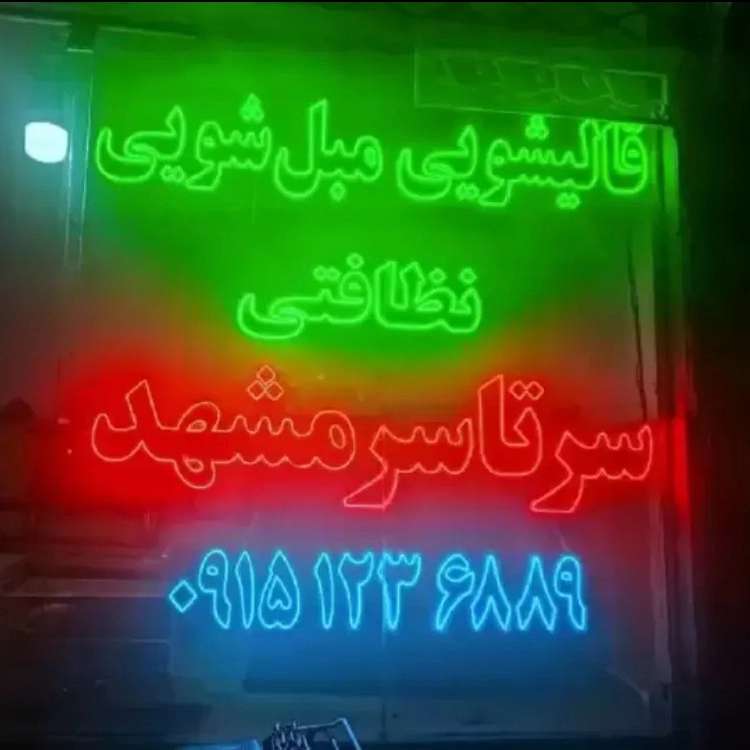 قالیشویی مبل‌شویی
نظافتی
سرتاسر مشهد
۰۹۱۵ ۱۲۳ ۶۸۸۹